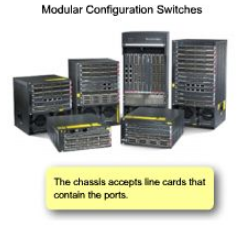 Modular Configuration Switches
The chassis accepts line cards that
contain the ports.